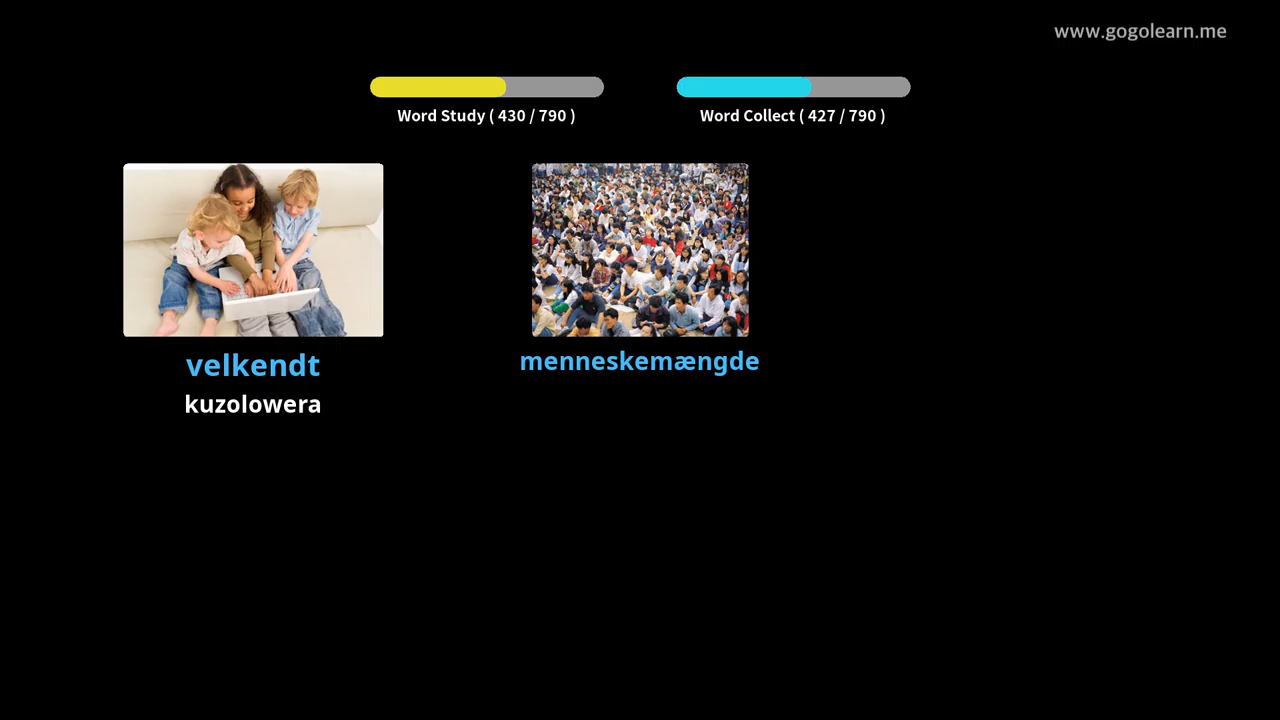 www.gogolearn.me
Word Study ( 430 / 790 )
Word Collect ( 427 / 790 )
velkendt
kuzolowera
menneskemængde